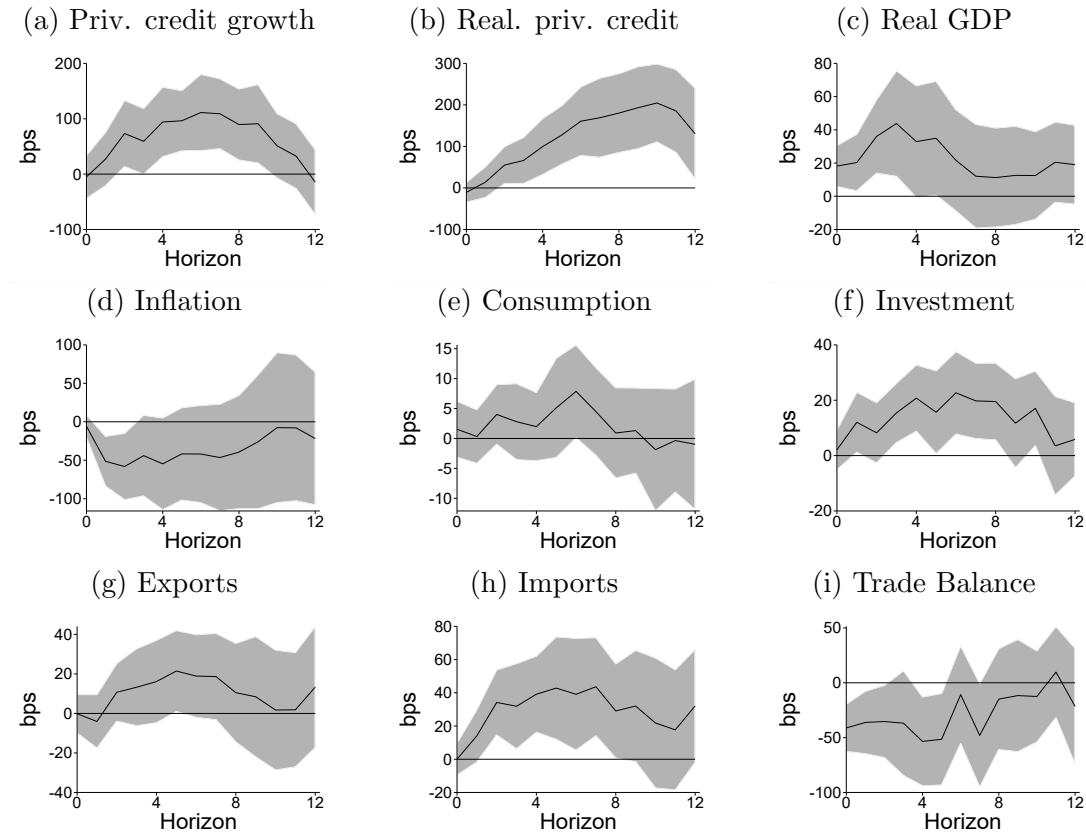 (a) Priv. credit growth
200
100
0
-100
bps
0 4 8 12
Horizon
(b) Real. priv. credit
300
200
100
0
-100
bps
0 4 8 12
Horizon
(c) Real GDP
80
60
40
20
0
-20
bps
0 4 8 12
Horizon
(d) Inflation
100
50
0
-50
-100
bps
0 4 8 12
Horizon
(e) Consumption
15
10
5
0
-5
-10
bps
0 4 8 12
Horizon
(f) Investment
40
20
0
-20
bps
0 4 8 12
Horizon
(g) Exports
40
20
0
-20
-40
bps
0 4 8 12
Horizon
(h) Imports
80
60
40
20
0
-20
bps
0 4 8 12
Horizon
(i) Trade Balance
50
0
-50
-100
bps
0 4 8 12
Horizon